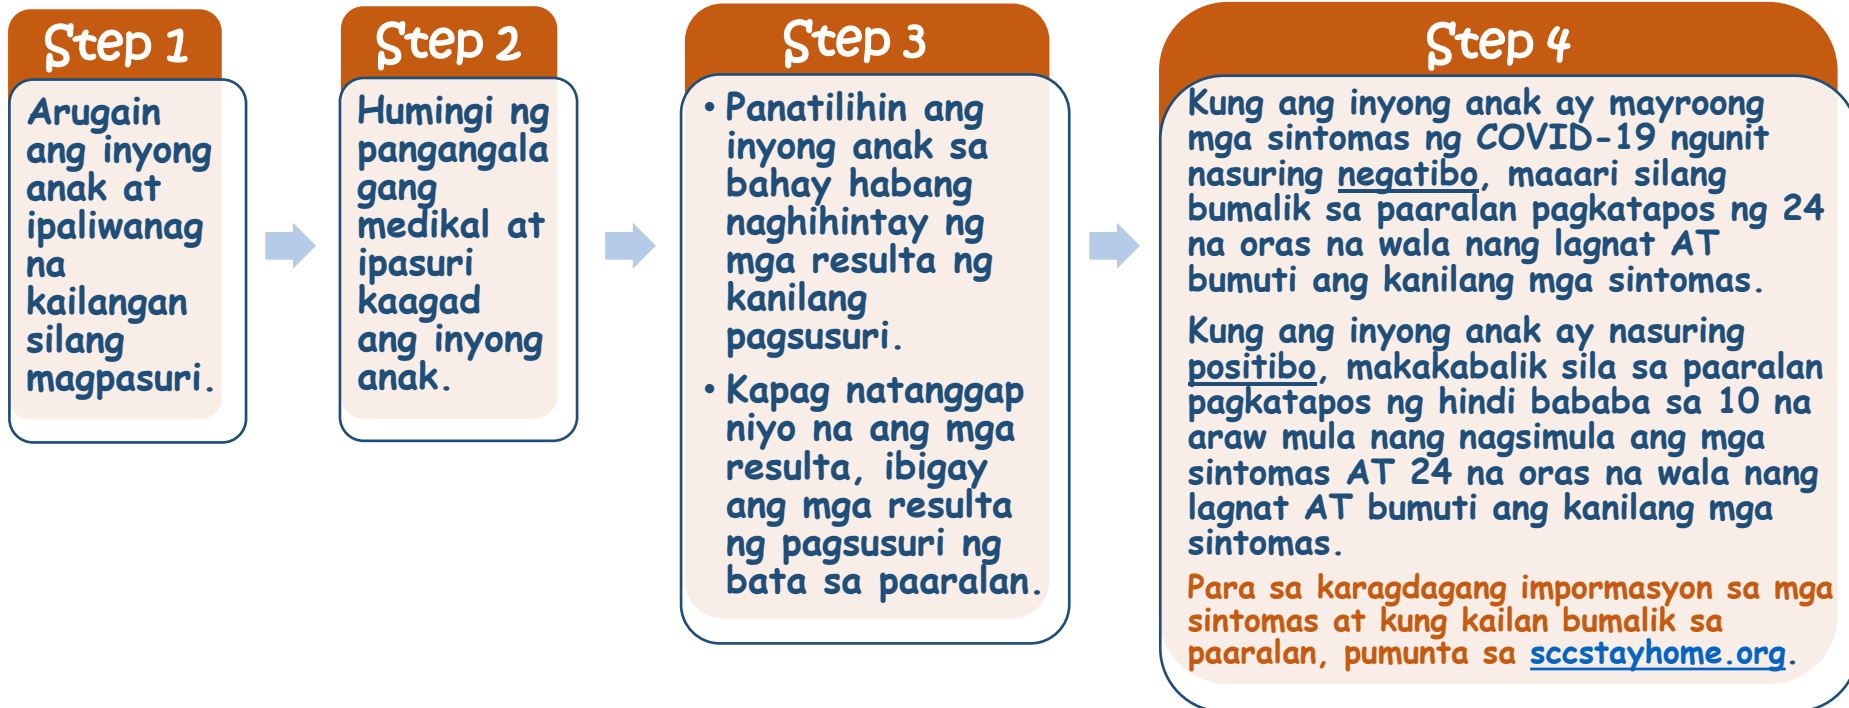 Step 1
Arugain
ang inyong
anak at
ipaliwanag
na
kailangan
silang
magpasuri.
Step 2
Humingi ng
pangangala
gang
medikal at
ipasuri
kaagad
ang inyong
anak.
Step 3
• Panatilihin ang
inyong anak sa
bahay habang
naghihintay ng
mga resulta ng
kanilang
pagsusuri.
• Kapag natanggap
niyo na ang mga
resulta, ibigay
ang mga resulta
ng pagsusuri ng
bata sa paaralan.
Step 4
Kung ang inyong anak ay mayroong
mga sintomas ng COVID-19 ngunit
nasuring negatibo, maaari silang
bumalik sa paaralan pagkatapos ng 24
na oras na wala nang lagnat AT
bumuti ang kanilang mga sintomas.
Kung ang inyong anak ay nasuring
positibo, makakabalik sila sa paaralan
pagkatapos ng hindi bababa sa 10 na
araw mula nang nagsimula ang mga
sintomas AT 24 na oras na wala nang
lagnat AT bumuti ang kanilang mga
sintomas.
Para sa karagdagang impormasyon sa mga
sintomas at kung kailan bumalik sa
paaralan, pumunta sa sccstayhome.org.